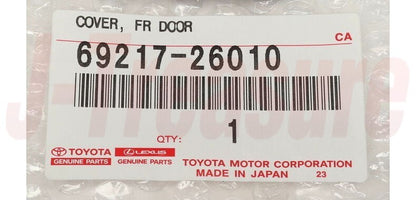 COVER, FR DOOR
CA
69217-26010
QTY: 1
TOYOTA
GENUINE PARTS
LEXUS
GENUINE PARTS
TOYOTA MOTOR CORPORATION
MADE IN JAPAN 23
J-Treasure